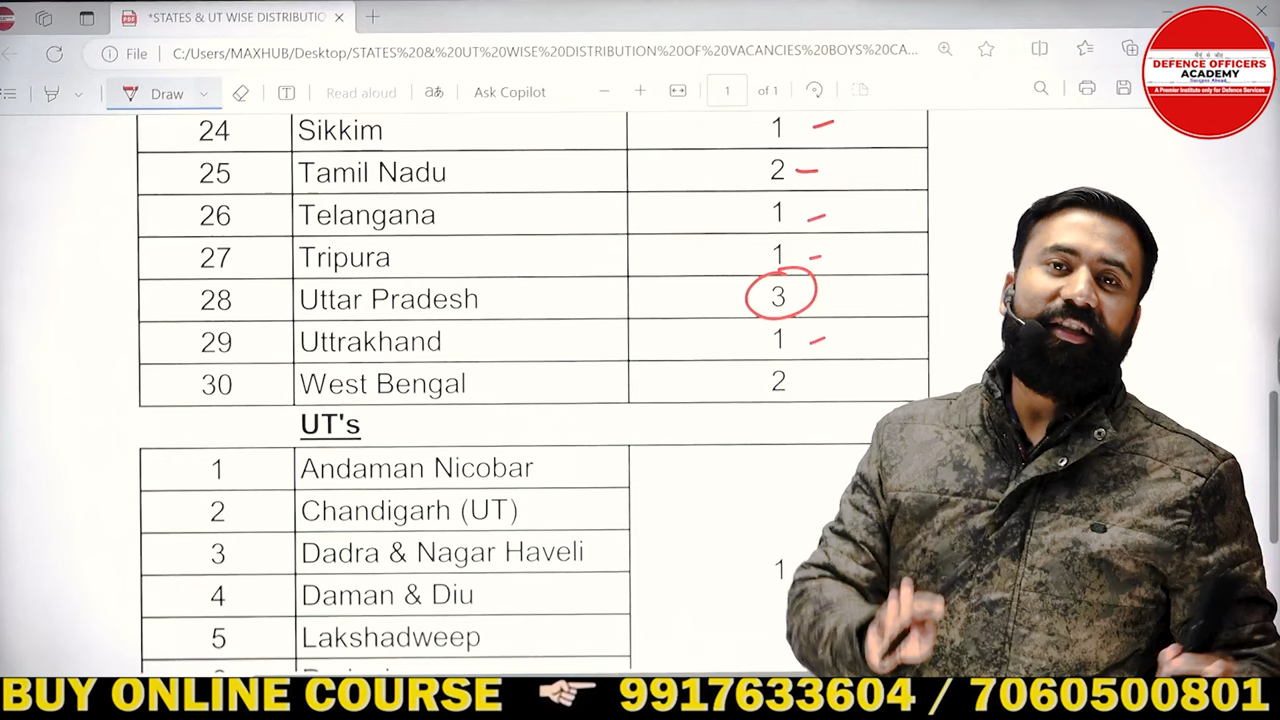 *STATES & UT WISE DISTRIBUTIO
File C:/Users/MAXHUB/Desktop/STATES%20&%20UT%20WISE%20DISTRIBUTION%20OF%20VACANCIES%20BOYS%20CA...
Draw Read aloud aあ Ask Copilot 1 of 1
DEFENCE OFFICERS
ACADEMY
Success Ahead...
A Premier Institute only for Defence Services
24 Sikkim 1
25 Tamil Nadu 2
26 Telangana 1
27 Tripura 1
28 Uttar Pradesh 3
29 Uttrakhand 1
30 West Bengal 2
UT's
1 Andaman Nicobar
2 Chandigarh (UT)
3 Dadra & Nagar Haveli
1
4 Daman & Diu
5 Lakshadweep
BUY ONLINE COURSE 9917633604 / 7060500801